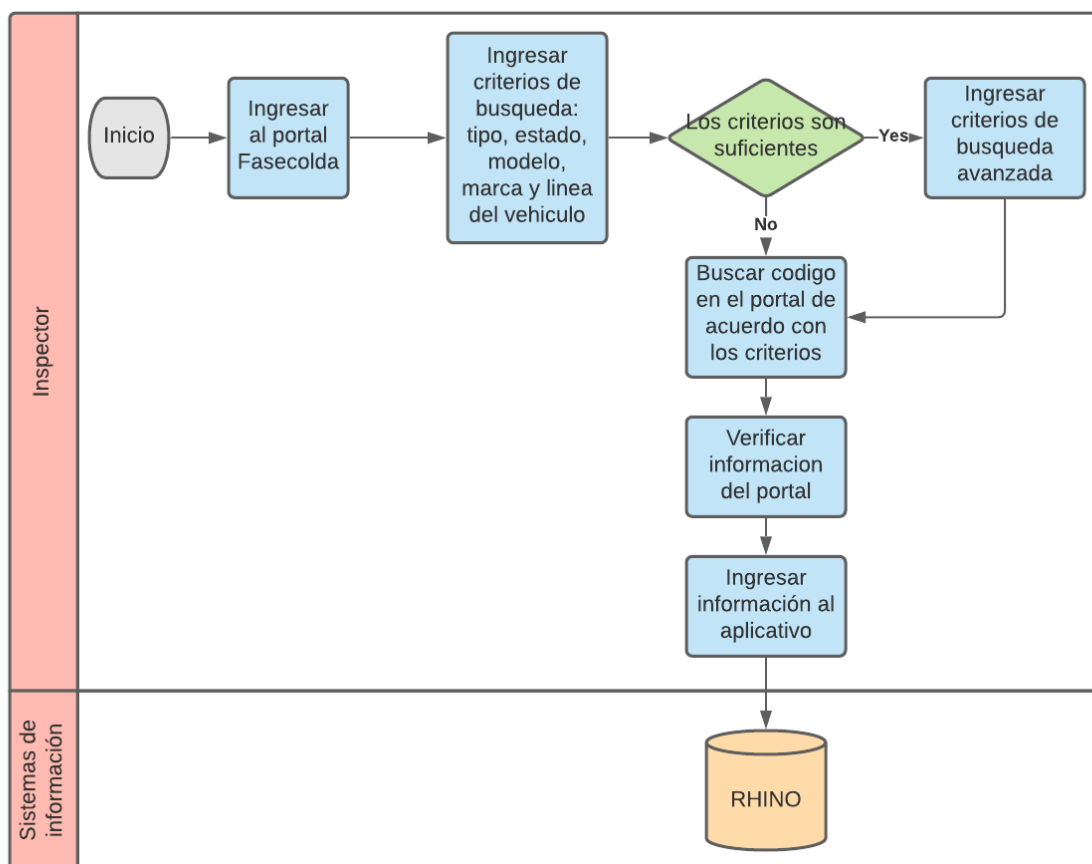 Inspector
Inicio
Ingresar
al portal
Fasecolda
Ingresar
criterios de
busqueda:
tipo, estado,
modelo,
marca y linea
del vehiculo
Los criterios son
suficientes
Yes
Ingresar
criterios de
busqueda
avanzada
No
Buscar codigo
en el portal de
acuerdo con
los criterios
Verificar
informacion
del portal
Ingresar
información al
aplicativo
Sistemas de
información
RHINO